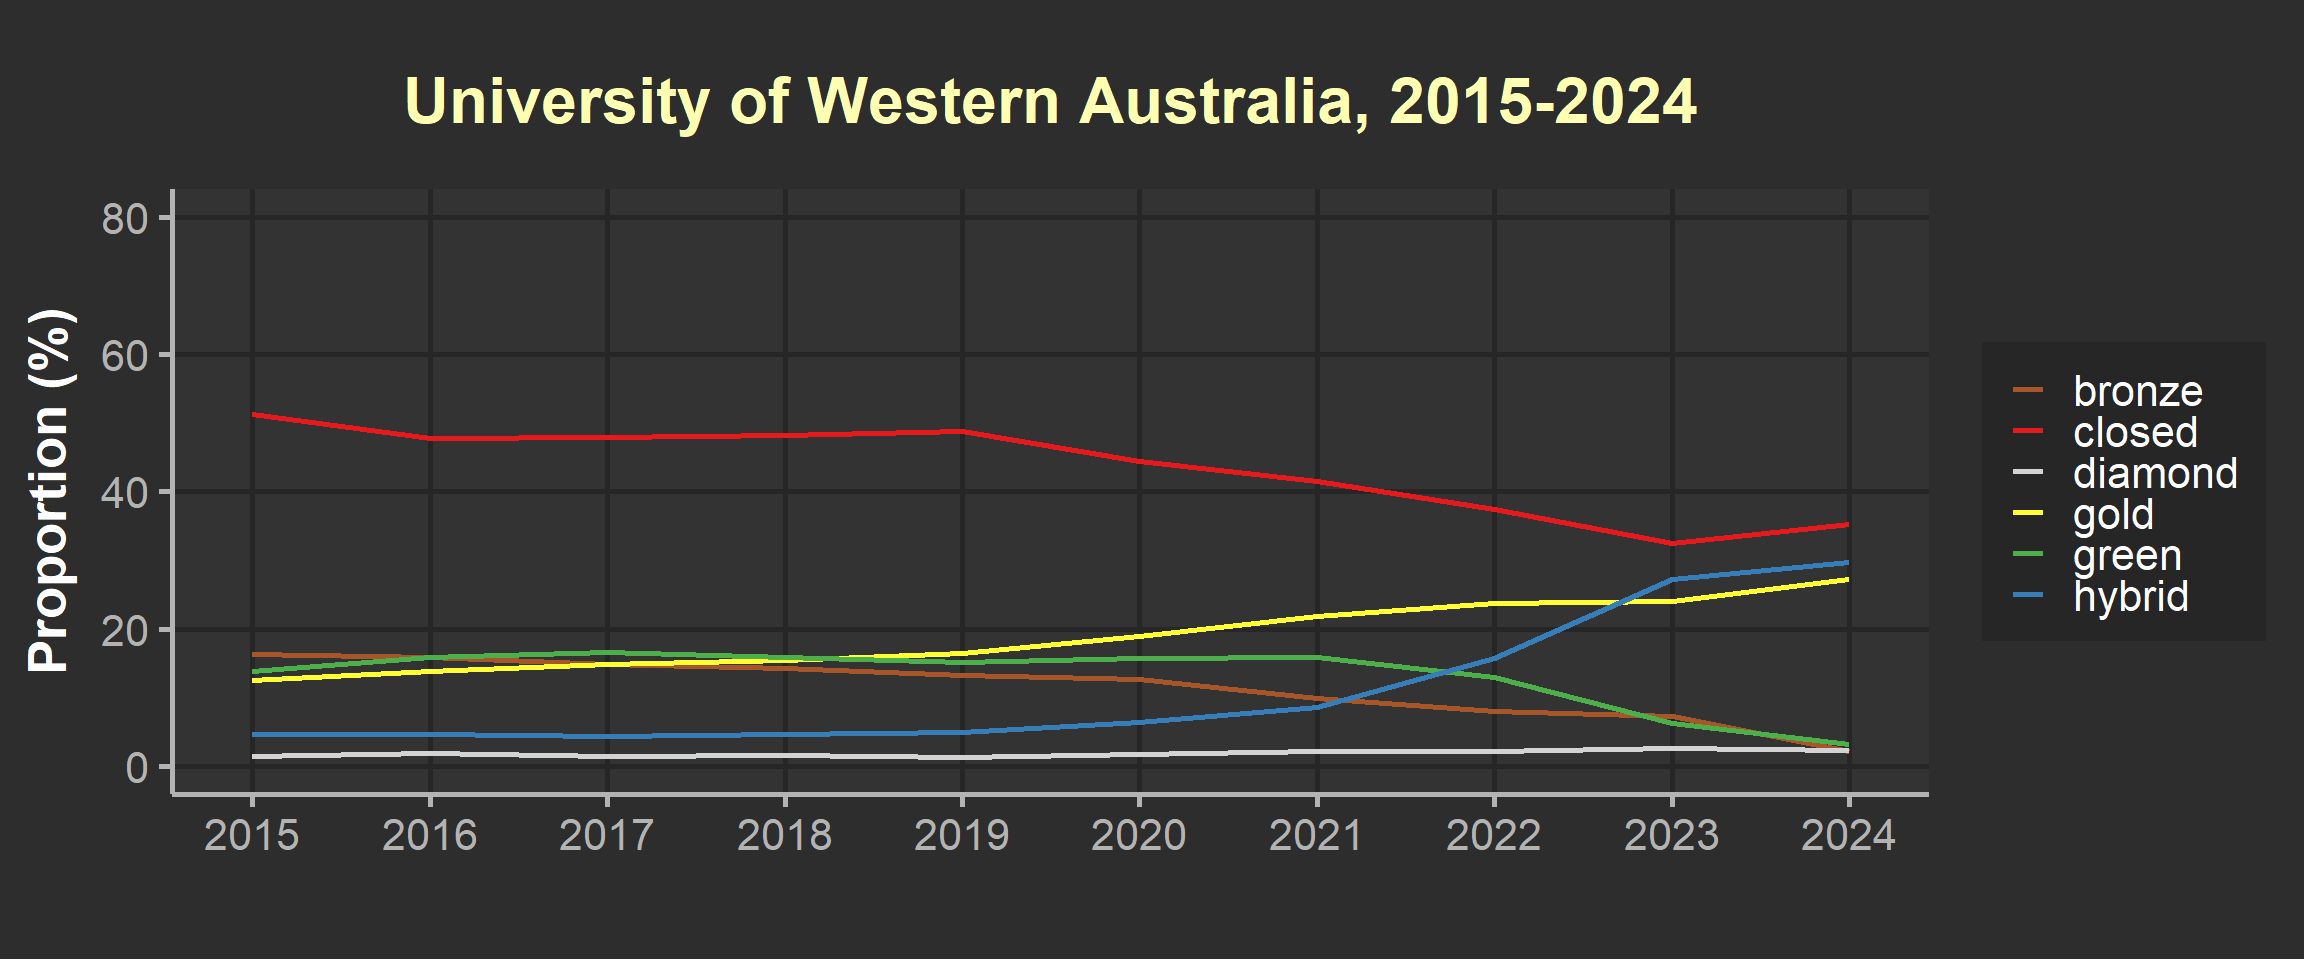 University of Western Australia, 2015-2024
Proportion (%)
80
60
40
20
0
2015 2016 2017 2018 2019 2020 2021 2022 2023 2024
bronze
closed
diamond
gold
green
hybrid